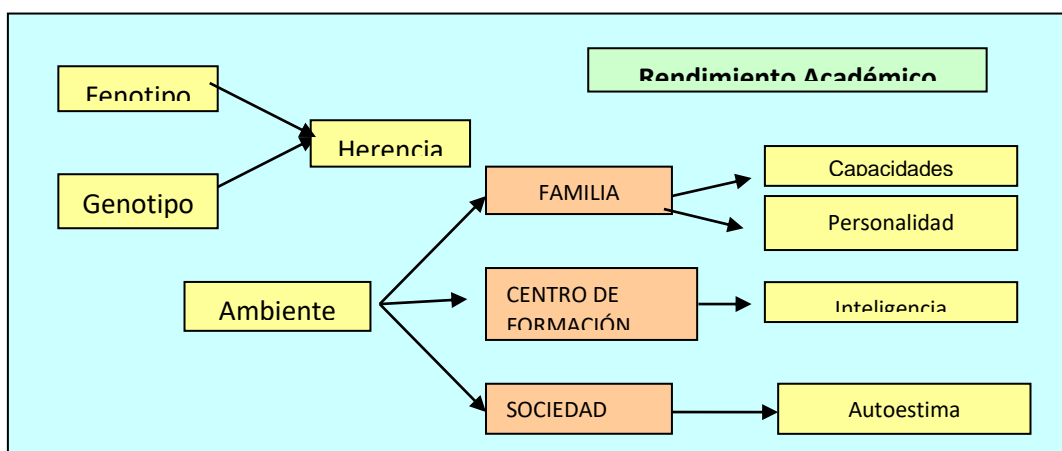 Rendimiento Académico
Fenotipo
Herencia
Genotipo
FAMILIA
Capacidades
Personalidad
Ambiente
CENTRO DE
FORMACIÓN
Inteligencia
SOCIEDAD
Autoestima